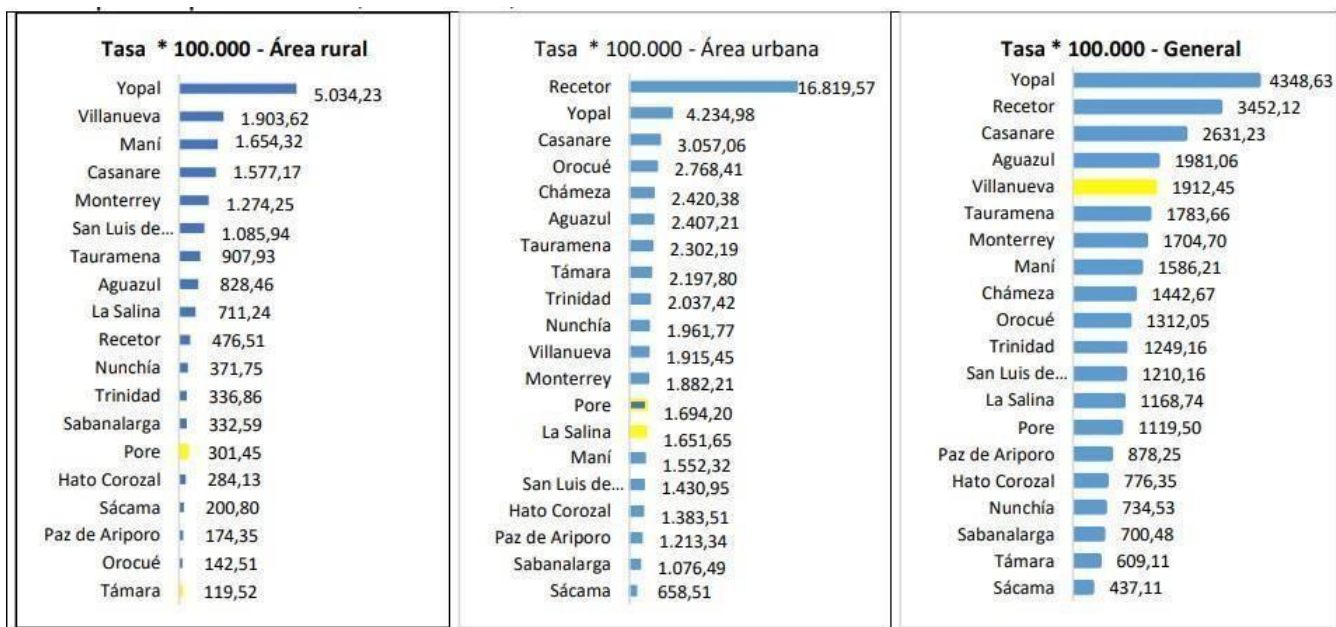 Tasa * 100.000 - Área rural
Yopal 5.034,23
Villanueva 1.903,62
Maní 1.654,32
Casanare 1.577,17
Monterrey 1.274,25
San Luis de... 1.085,94
Tauramena 907,93
Aguazul 828,46
La Salina 711,24
Recetor 476,51
Nunchía 371,75
Trinidad 336,86
Sabanalarga 332,59
Pore 301,45
Hato Corozal 284,13
Sácama 200,80
Paz de Ariporo 174,35
Orocué 142,51
Támara 119,52
Tasa * 100.000 - Área urbana
Recetor 16.819,57
Yopal 4.234,98
Casanare 3.057,06
Orocué 2.768,41
Chámeza 2.420,38
Aguazul 2.407,21
Tauramena 2.302,19
Támara 2.197,80
Trinidad 2.037,42
Nunchía 1.961,77
Villanueva 1.915,45
Monterrey 1.882,21
Pore 1.694,20
La Salina 1.651,65
Maní 1.552,32
San Luis de... 1.430,95
Hato Corozal 1.383,51
Paz de Ariporo 1.213,34
Sabanalarga 1.076,49
Sácama 658,51
Tasa * 100.000 - General
Yopal 4348,63
Recetor 3452,12
Casanare 2631,23
Aguazul 1981,06
Villanueva 1912,45
Tauramena 1783,66
Monterrey 1704,70
Maní 1586,21
Chámeza 1442,67
Orocué 1312,05
Trinidad 1249,16
San Luis de... 1210,16
La Salina 1168,74
Pore 1119,50
Paz de Ariporo 878,25
Hato Corozal 776,35
Nunchía 734,53
Sabanalarga 700,48
Támara 609,11
Sácama 437,11